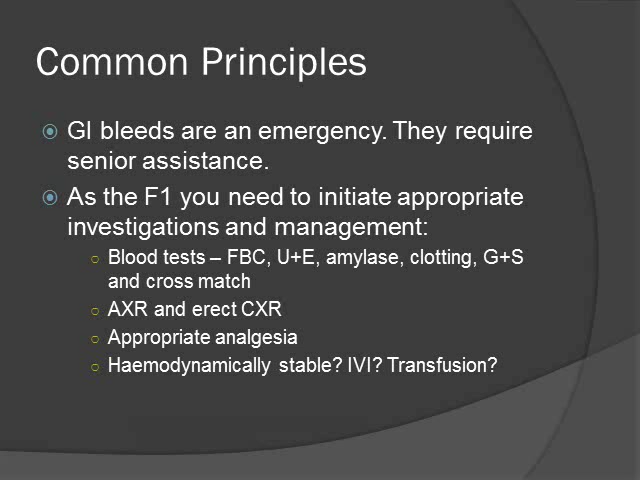 Common Principles
GI bleeds are an emergency. They require
senior assistance.
As the F1 you need to initiate appropriate
investigations and management:
Blood tests – FBC, U+E, amylase, clotting, G+S
and cross match
AXR and erect CXR
Appropriate analgesia
Haemodynamically stable? IVI? Transfusion?